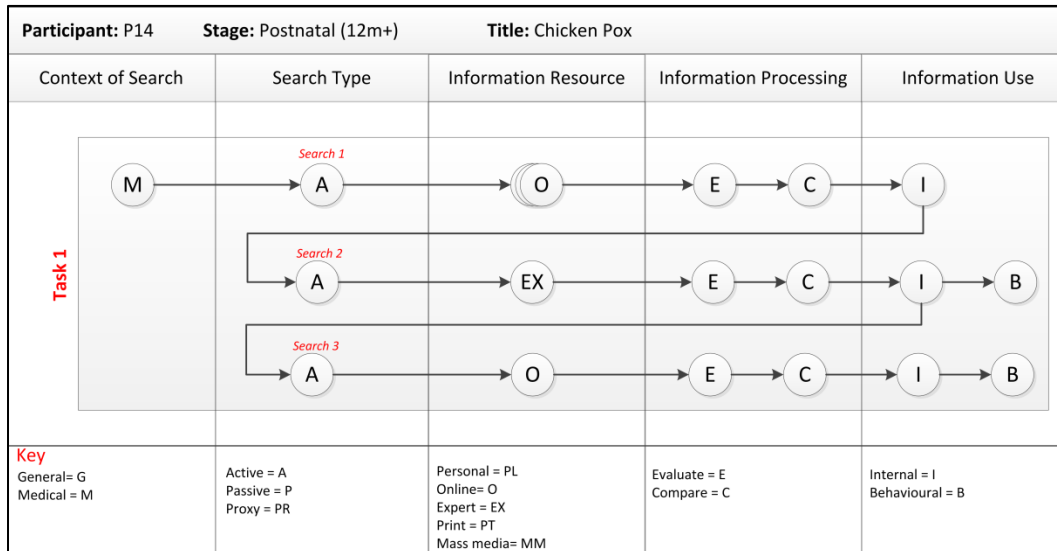 Participant: P14 Stage: Postnatal (12m+) Title: Chicken Pox
Context of Search Search Type Information Resource Information Processing Information Use
Task 1
Search 1
M A O E C I
Search 2
A EX E C I B
Search 3
A O E C I B
Key
General= G
Medical = M
Active = A
Passive = P
Proxy = PR
Personal = PL
Online= O
Expert = EX
Print = PT
Mass media= MM
Evaluate = E
Compare = C
Internal = I
Behavioural = B